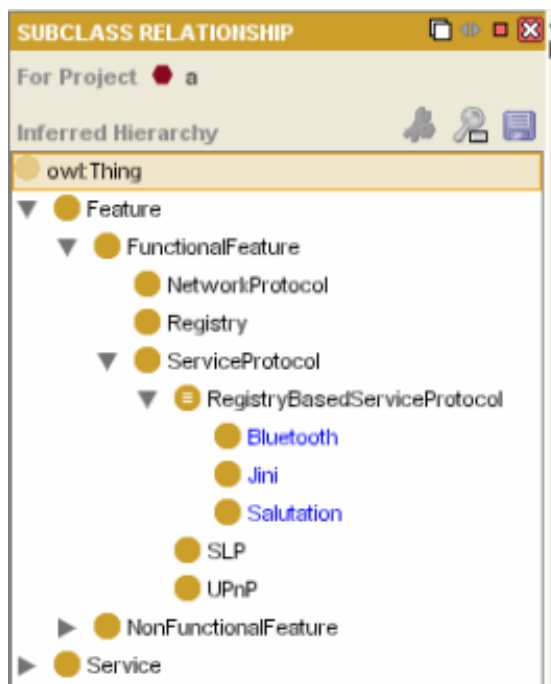 SUBCLASS RELATIONSHIP
For Project a
Inferred Hierarchy
owl:Thing
Feature
FunctionalFeature
NetworkProtocol
Registry
ServiceProtocol
RegistryBasedServiceProtocol
Bluetooth
Jini
Salutation
SLP
UPnP
NonFunctionalFeature
Service